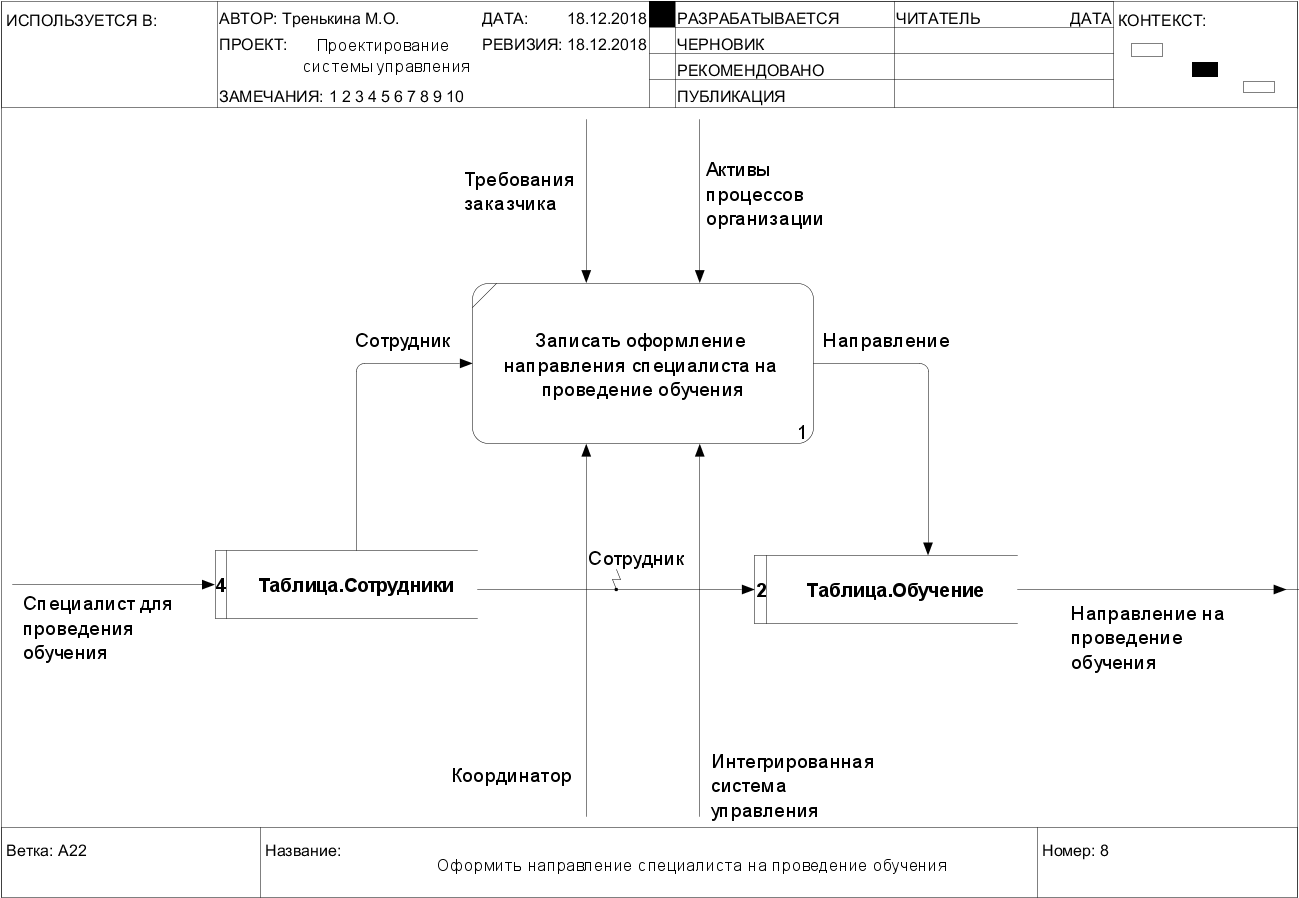 ИСПОЛЬЗУЕТСЯ В:
АВТОР: Тренькина М.О.
ДАТА: 18.12.2018
ПРОЕКТ: Проектирование
системы управления
РЕВИЗИЯ: 18.12.2018
ЗАМЕЧАНИЯ: 1 2 3 4 5 6 7 8 9 10
РАЗРАБАТЫВАЕТСЯ
ЧЕРНОВИК
РЕКОМЕНДОВАНО
ПУБЛИКАЦИЯ
ЧИТАТЕЛЬ
ДАТА
КОНТЕКСТ:
Требования
заказчика
Активы
процессов
организации
Сотрудник
Записать оформление
направления специалиста на
проведение обучения
1
Направление
Специалист для
проведения
обучения
4
Таблица.Сотрудники
Сотрудник
2
Таблица.Обучение
Направление на
проведение
обучения
Координатор
Интегрированная
система
управления
Ветка: A22
Название:
Оформить направление специалиста на проведение обучения
Номер: 8